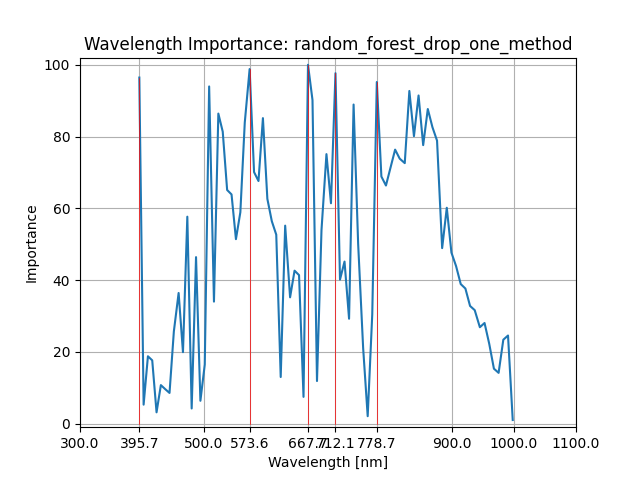 Wavelength Importance: random_forest_drop_one_method
Importance
100
80
60
40
20
0
300.0 395.7 500.0 573.6 667.7 712.1 778.7 900.0 1000.0 1100.0
Wavelength [nm]